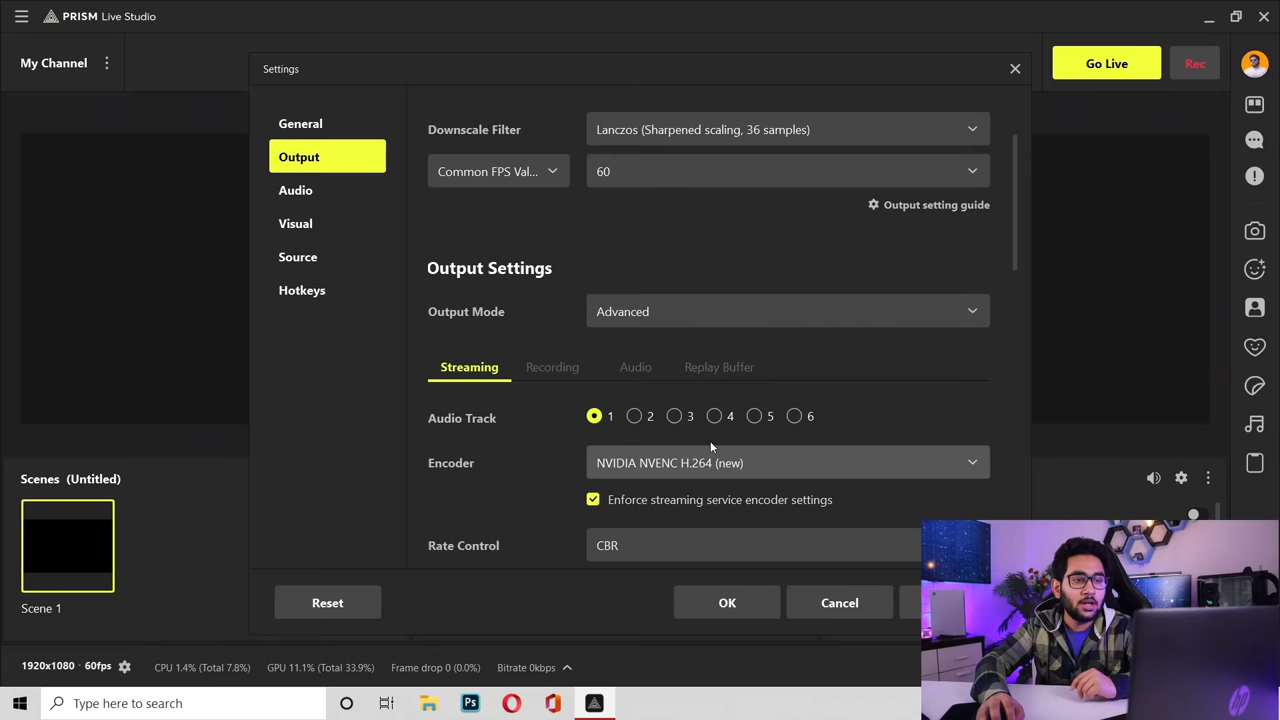 PRISM Live Studio
My Channel
Go Live
Rec
Settings
General
Output
Audio
Visual
Source
Hotkeys
Downscale Filter
Lanczos (Sharpened scaling, 36 samples)
Common FPS Val...
60
Output setting guide
Output Settings
Output Mode
Advanced
Streaming
Recording
Audio
Replay Buffer
Audio Track
1
2
3
4
5
6
Encoder
NVIDIA NVENC H.264 (new)
Enforce streaming service encoder settings
Rate Control
CBR
Scenes (Untitled)
Scene 1
Reset
OK
Cancel
1920x1080 • 60fps
CPU 1.4% (Total 7.8%)
GPU 11.1% (Total 33.9%)
Frame drop 0 (0.0%)
Bitrate 0kbps
Type here to search
Ps
hp